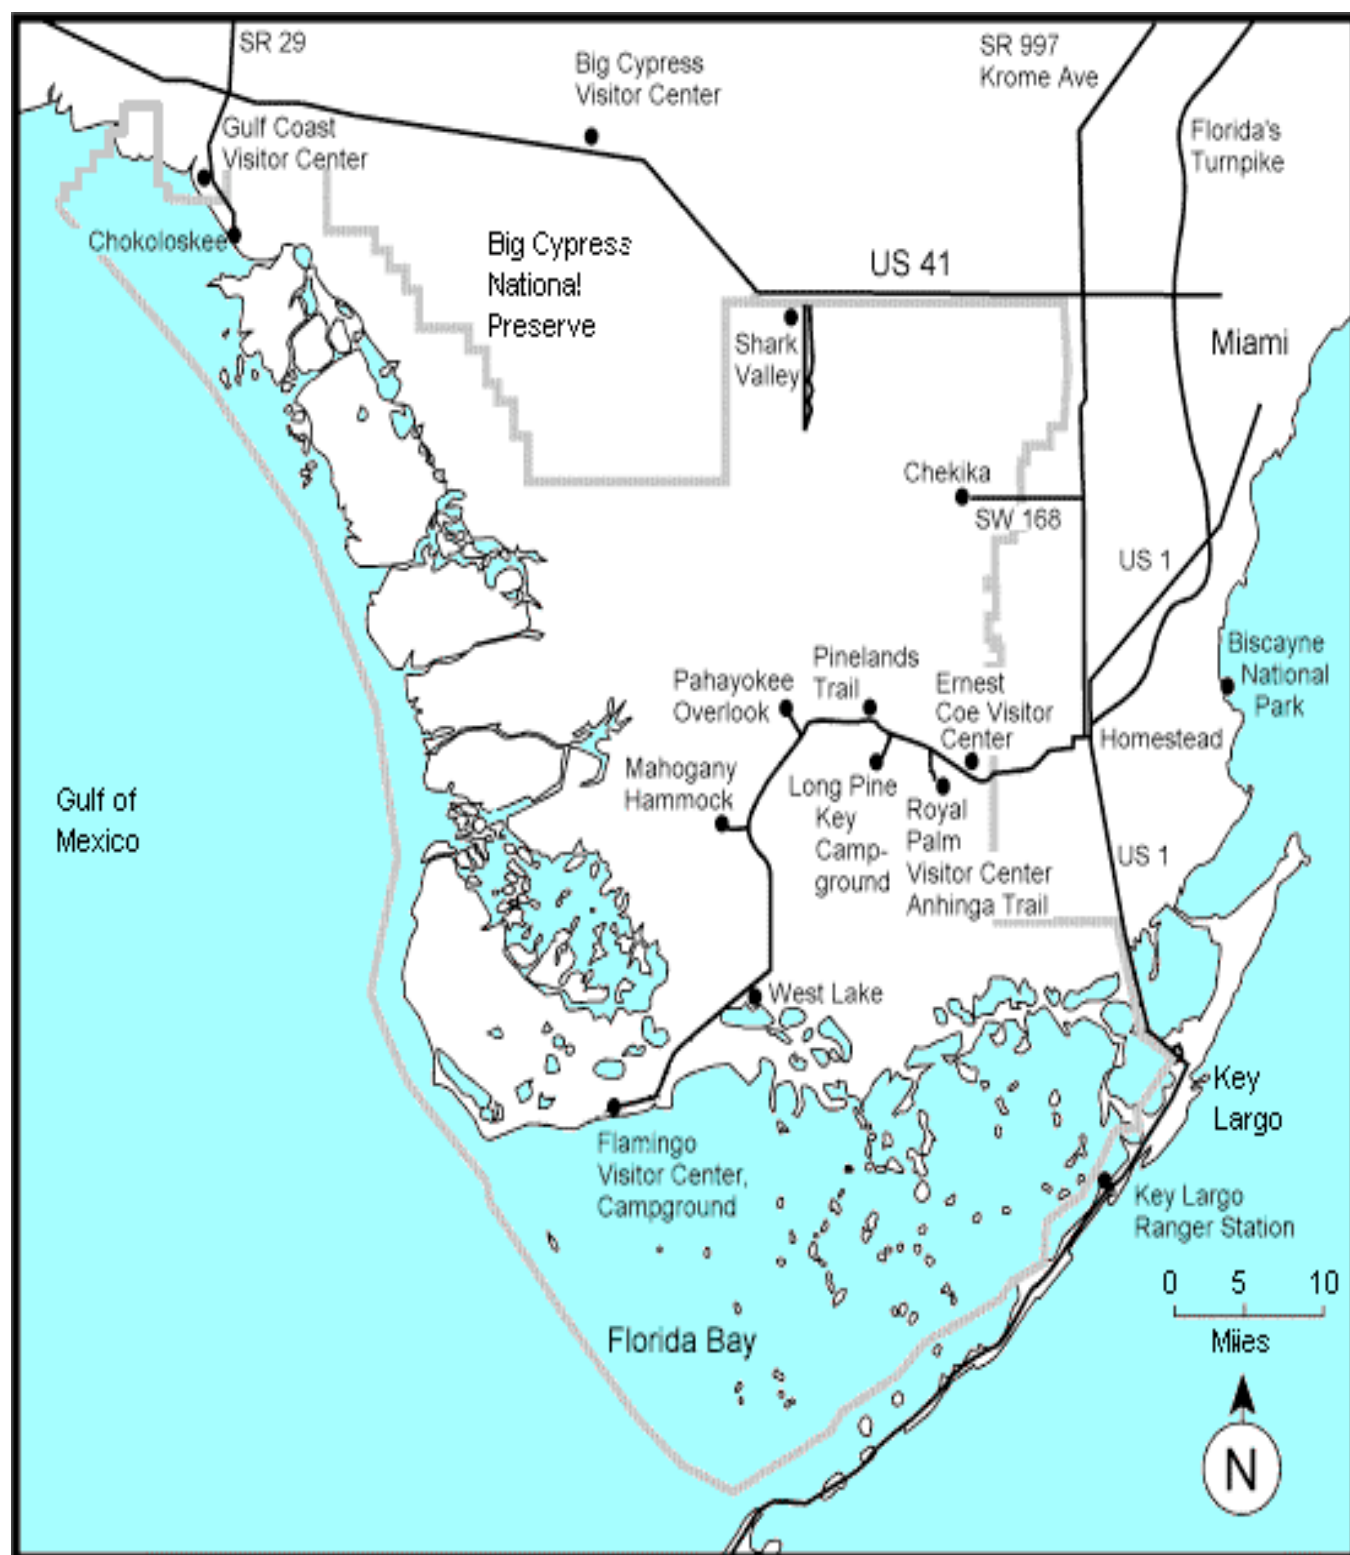 SR 29
SR 997
Krome Ave
Big Cypress
Visitor Center
Florida's
Turnpike
Gulf Coast
Visitor Center
Chokoloskee
Big Cypress
National
Preserve
US 41
Shark
Valley
Miami
Chekika
SW 168
US 1
Biscayne
National
Park
Pinelands
Trail
Pahayokee
Overlook
Ernest
Coe Visitor
Center
Homestead
Mahogany
Hammock
Long Pine
Key
Camp-
ground
Royal
Palm
Visitor Center
Anhinga Trail
Gulf of
Mexico
US 1
West Lake
Key
Largo
Flamingo
Visitor Center,
Campground
Key Largo
Ranger Station
0 5 10
Miles
Florida Bay
N